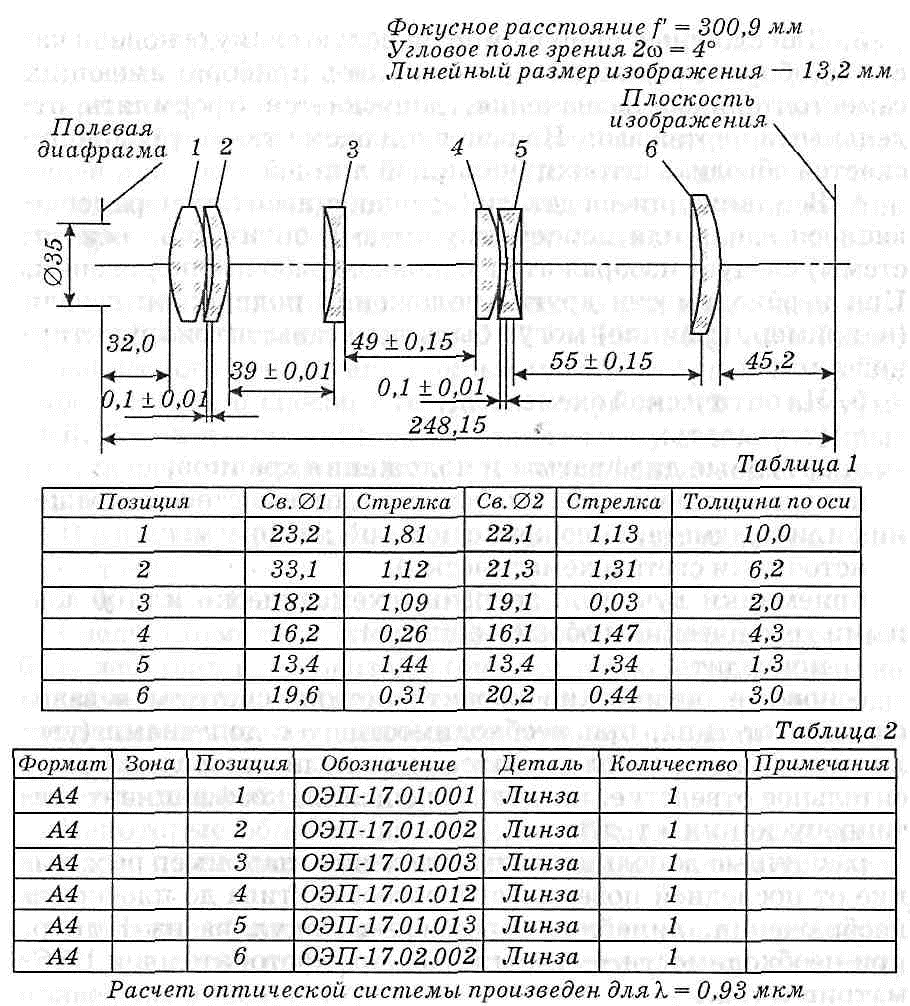 Фокусное расстояние f′ = 300,9 мм
Угловое поле зрения 2ω = 4°
Линейный размер изображения – 13,2 мм
Полевая
диафрагма
1 2 3 4 5 6
Плоскость
изображения
Ø35
32,0
0,1 ± 0,01
39 ± 0,01
49 ± 0,15
0,1 ± 0,01
55 ± 0,15
45,2
248,15
Таблица 1
Позиция Св. Ø1 Стрелка Св. Ø2 Стрелка Толщина по оси
1 23,2 1,81 22,1 1,13 10,0
2 33,1 1,12 21,3 1,31 6,2
3 18,2 1,09 19,1 0,03 2,0
4 16,2 0,26 16,1 1,47 4,3
5 13,4 1,44 13,4 1,34 1,3
6 19,6 0,31 20,2 0,44 3,0
Таблица 2
Формат Зона Позиция Обозначение Деталь Количество Примечания
А4 1 ОЭП-17.01.001 Линза 1
А4 2 ОЭП-17.01.002 Линза 1
А4 3 ОЭП-17.01.003 Линза 1
А4 4 ОЭП-17.01.012 Линза 1
А4 5 ОЭП-17.01.013 Линза 1
А4 6 ОЭП-17.02.002 Линза 1
Расчет оптической системы произведен для λ = 0,93 мкм